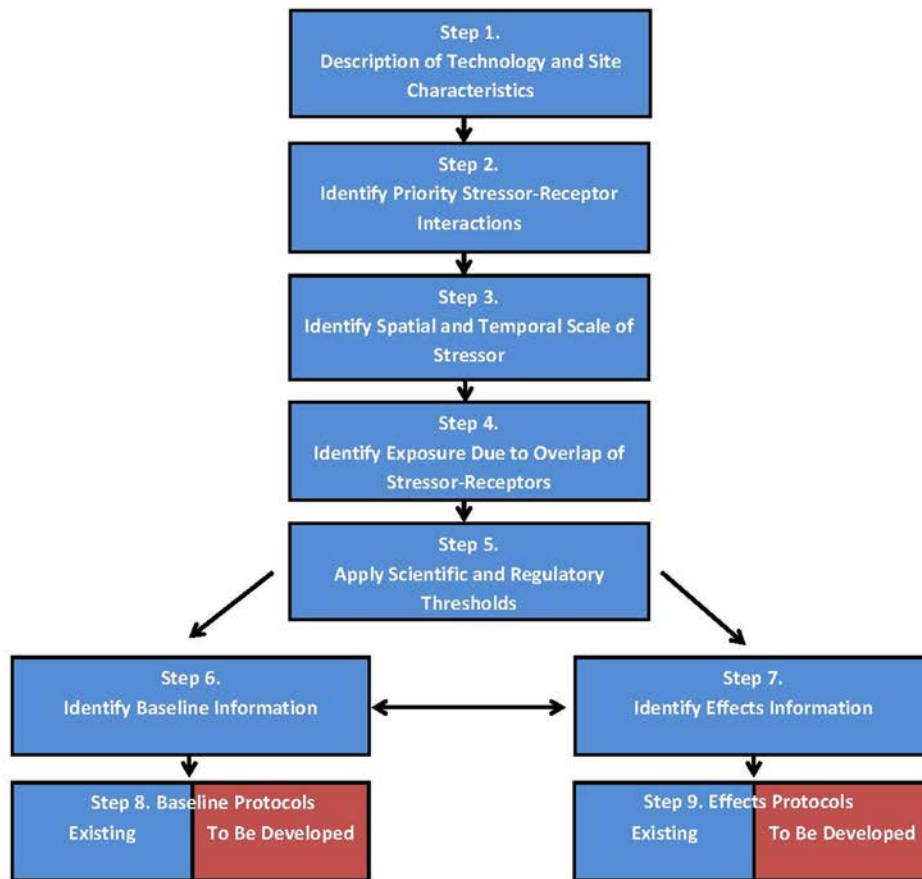 Step 1.
Description of Technology and Site
Characteristics
Step 2.
Identify Priority Stressor-Receptor
Interactions
Step 3.
Identify Spatial and Temporal Scale of
Stressor
Step 4.
Identify Exposure Due to Overlap of
Stressor-Receptors
Step 5.
Apply Scientific and Regulatory
Thresholds
Step 6.
Identify Baseline Information
Step 7.
Identify Effects Information
Step 8. Baseline Protocols
Existing To Be Developed
Step 9. Effects Protocols
Existing To Be Developed